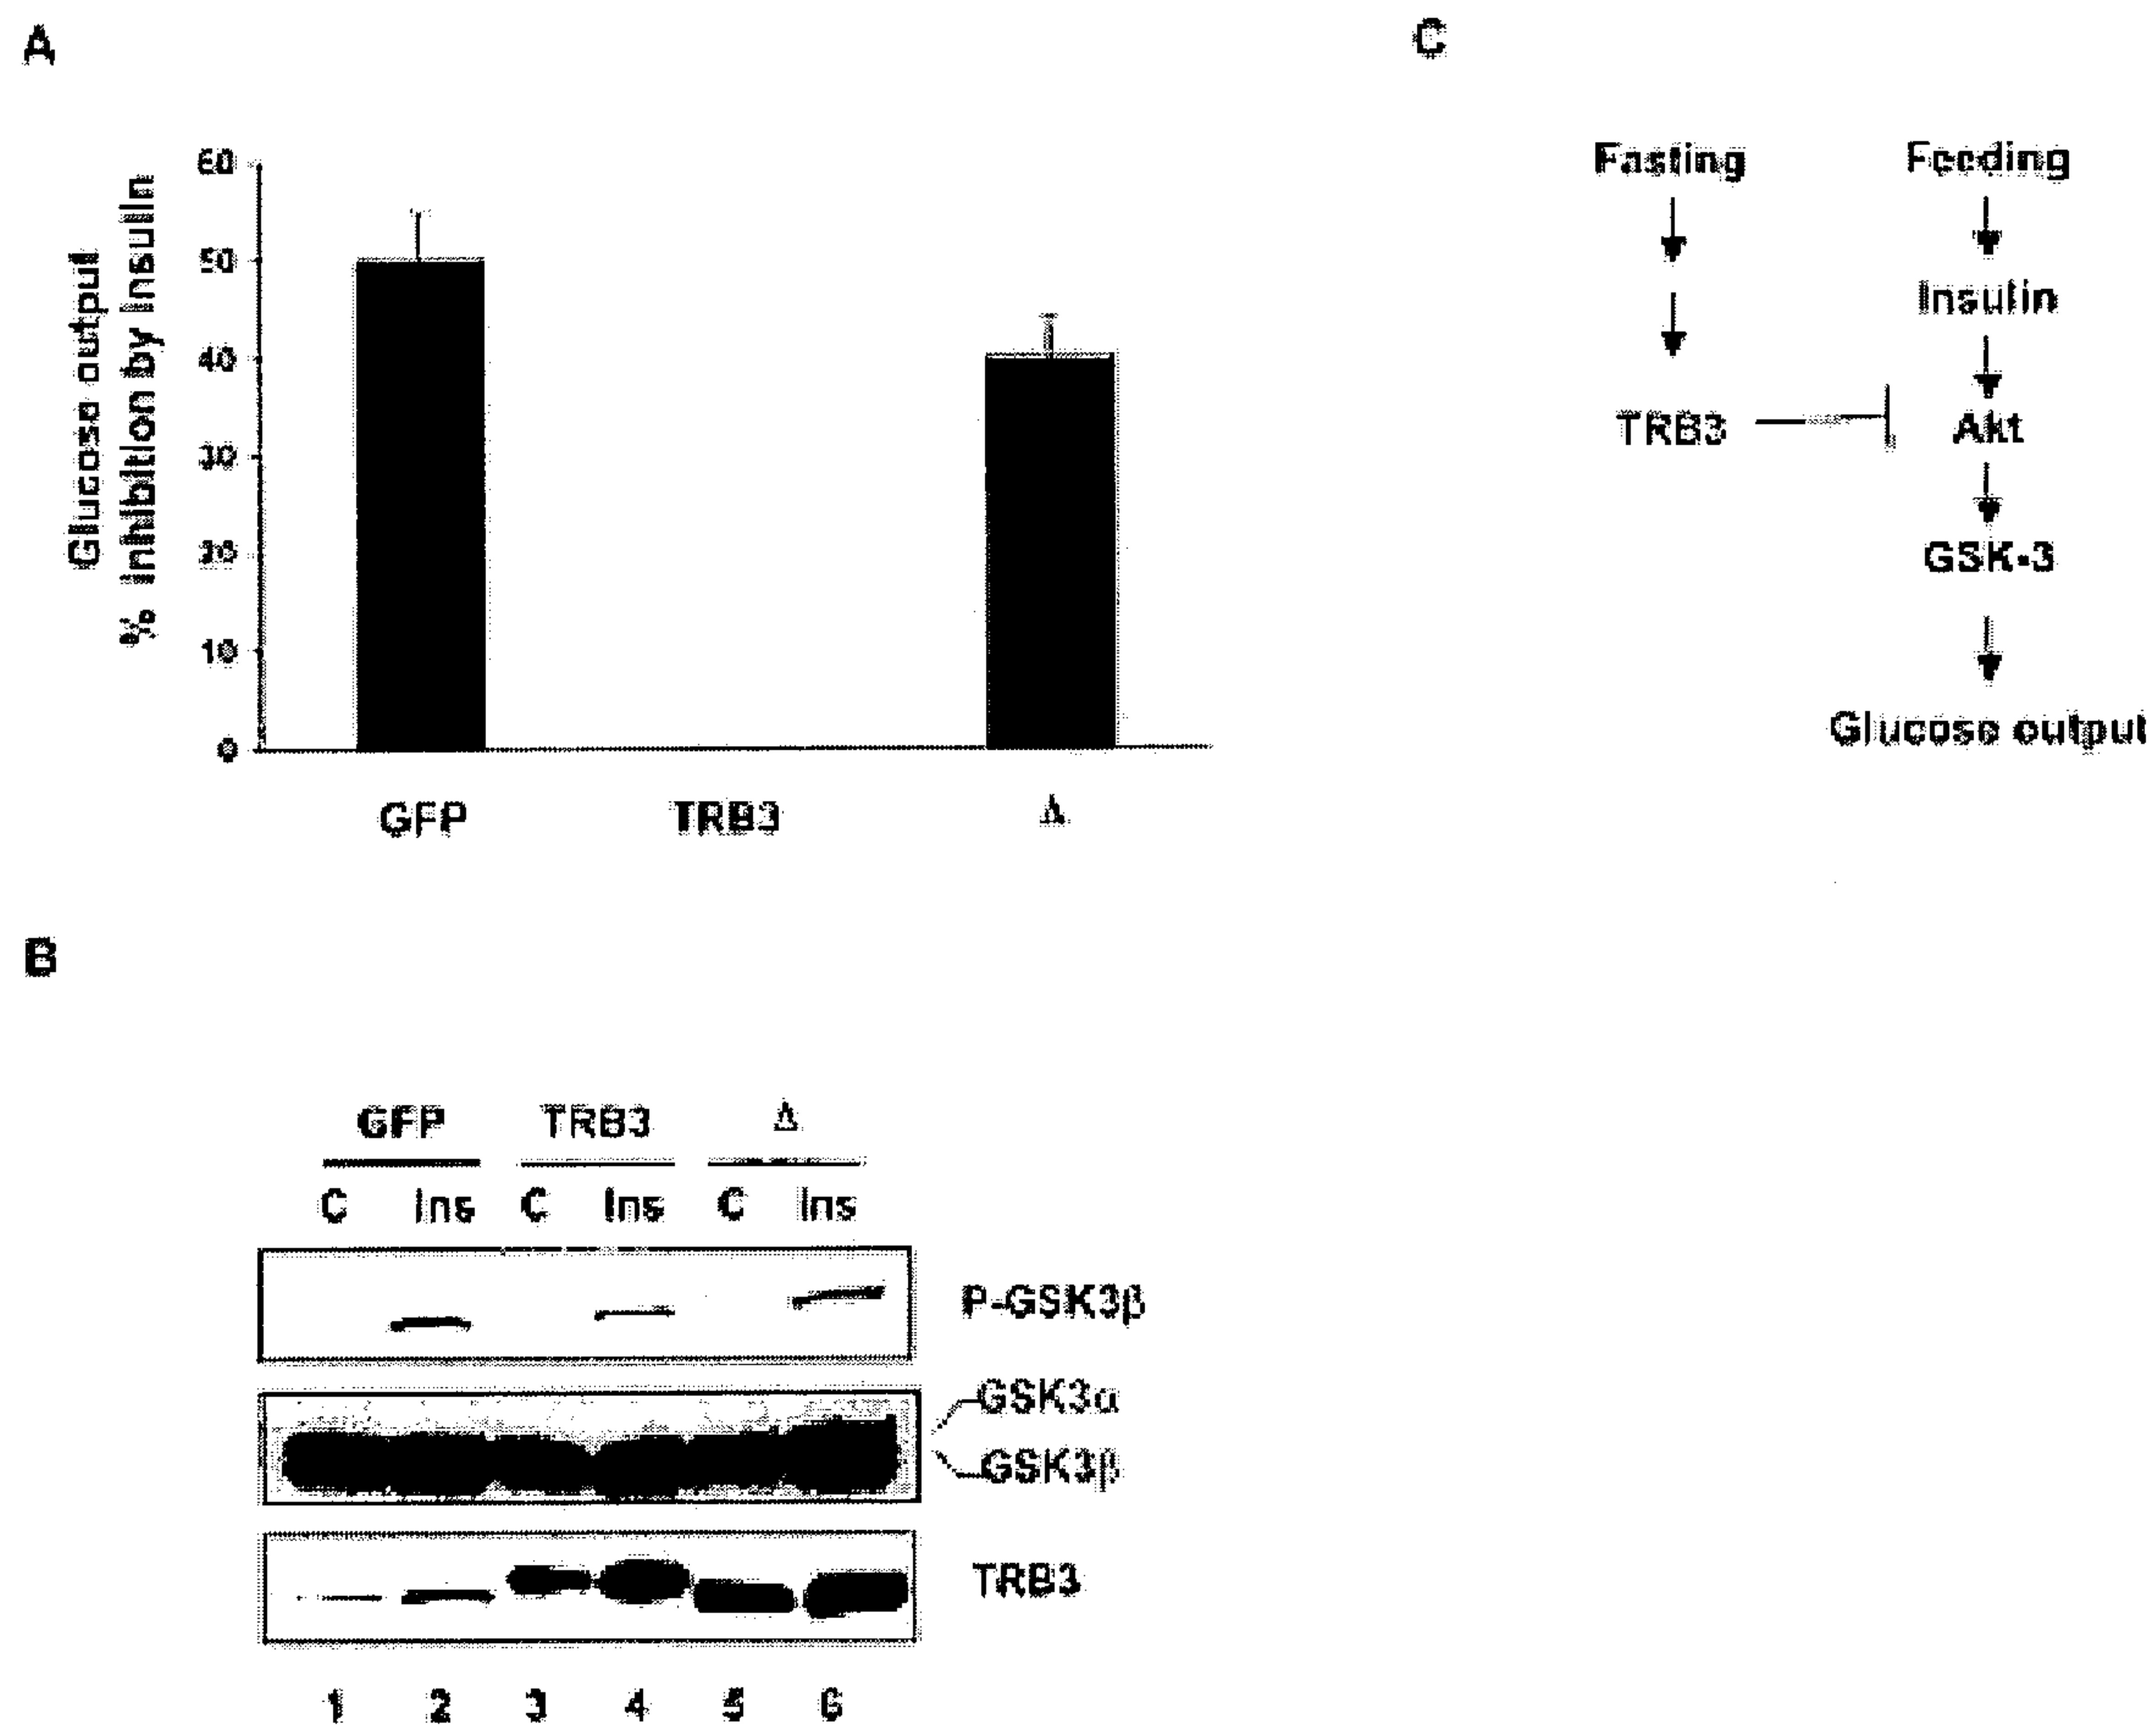 A
Glucose output
% Inhibition by Insulin
60
50
40
30
20
10
0
GFP TRB3 Δ
C
Fasting Feeding
Insulin
TRB3 Akt
GSK-3
Glucose output
B
GFP TRB3 Δ
C Ins C Ins C Ins
P-GSK3β
GSK3α
GSK3β
TRB3
1 2 3 4 5 6